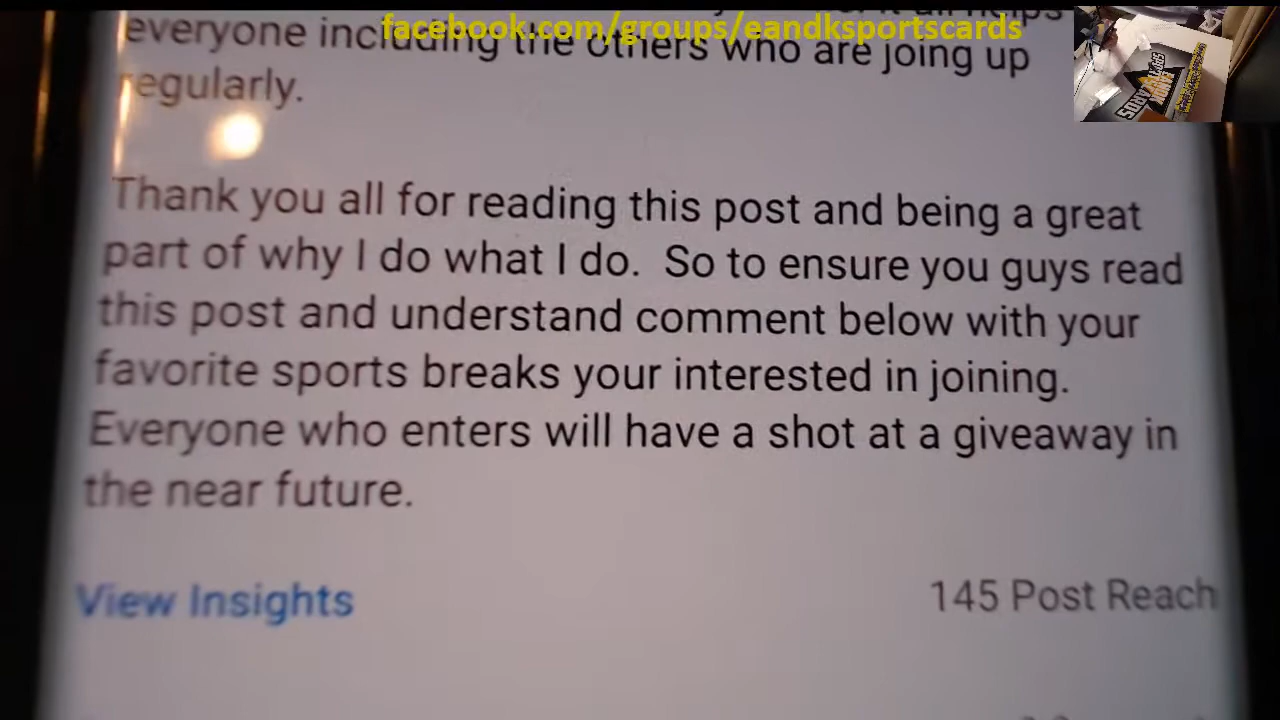 facebook.com/groups/eandksportscards
everyone including the others who are joing up
regularly.
Thank you all for reading this post and being a great
part of why I do what I do. So to ensure you guys read
this post and understand comment below with your
favorite sports breaks your interested in joining.
Everyone who enters will have a shot at a giveaway in
the near future.
View Insights
145 Post Reach